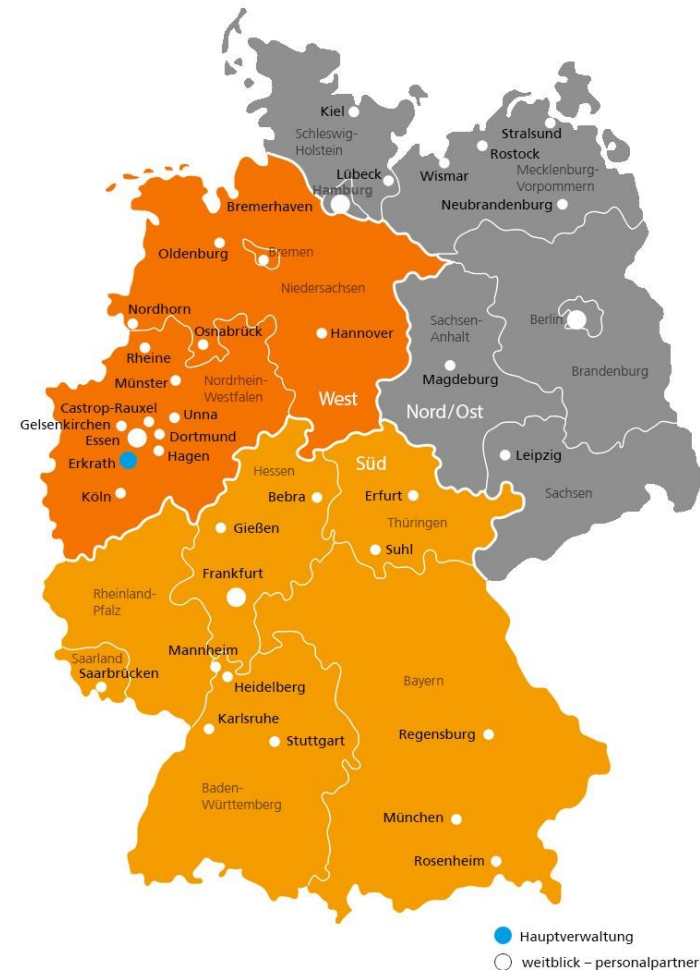 Kiel
Schleswig-
Holstein
Stralsund
Rostock
Lübeck
Wismar
Mecklenburg-
Vorpommern
Hamburg
Neubrandenburg
Bremerhaven
Oldenburg
Bremen
Niedersachsen
Nordhorn
Osnabrück
Hannover
Sachsen-
Anhalt
Berlin
Rheine
Münster
Nordrhein-
Westfalen
Magdeburg
Brandenburg
West
Nord/Ost
Castrop-Rauxel
Unna
Gelsenkirchen
Essen
Dortmund
Hagen
Erkrath
Köln
Leipzig
Sachsen
Süd
Hessen
Bebra
Erfurt
Thüringen
Gießen
Suhl
Frankfurt
Rheinland-
Pfalz
Mannheim
Saarland
Saarbrücken
Heidelberg
Bayern
Karlsruhe
Stuttgart
Regensburg
Baden-
Württemberg
München
Rosenheim
Hauptverwaltung
weitblick – personalpartner